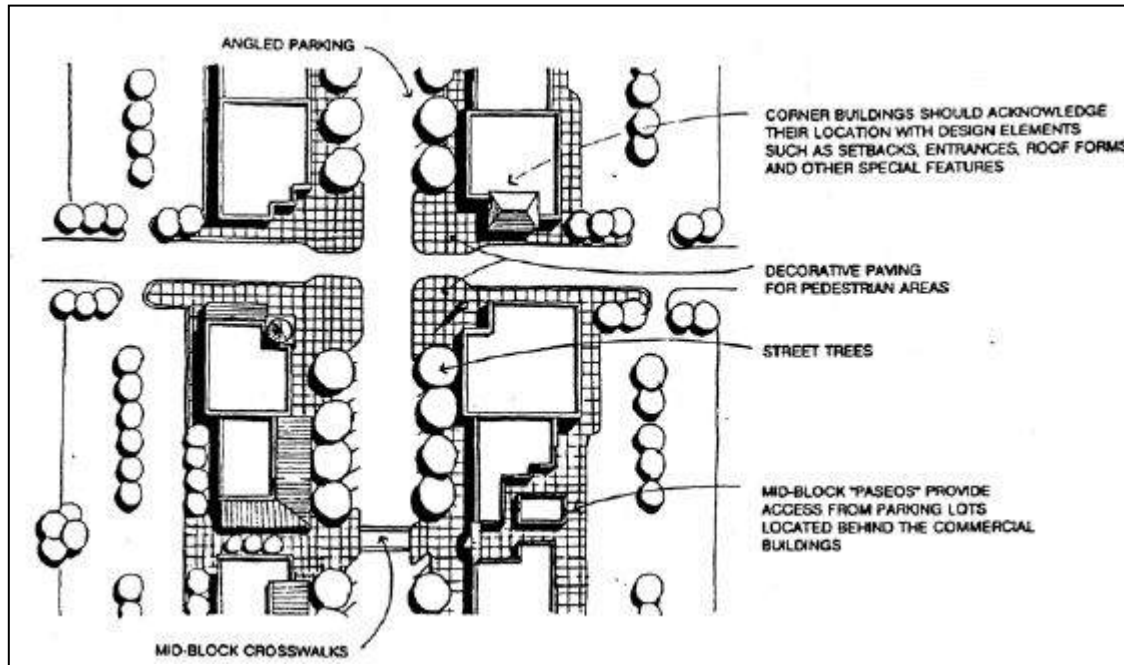 ANGLED PARKING
CORNER BUILDINGS SHOULD ACKNOWLEDGE
THEIR LOCATION WITH DESIGN ELEMENTS
SUCH AS SETBACKS, ENTRANCES, ROOF FORMS
AND OTHER SPECIAL FEATURES
DECORATIVE PAVING
FOR PEDESTRIAN AREAS
STREET TREES
MID-BLOCK "PASEOS" PROVIDE
ACCESS FROM PARKING LOTS
LOCATED BEHIND THE COMMERCIAL
BUILDINGS
MID-BLOCK CROSSWALKS